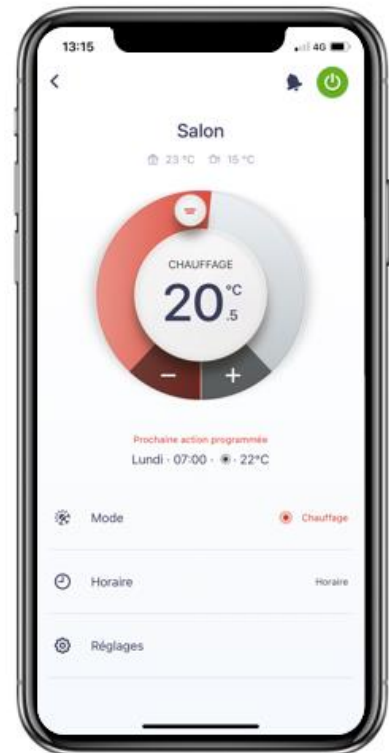 13:15
4G
Salon
23 °C 15 °C
CHAUFFAGE
20 °C .5
− +
Prochaine action programmée
Lundi · 07:00 · 22°C
Mode Chauffage
Horaire Horaire
Réglages